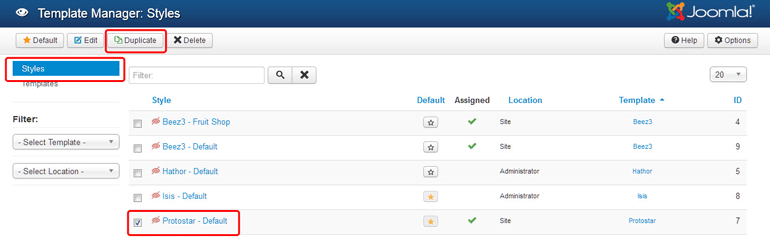 Template Manager: Styles
Joomla!
Default Edit Duplicate Delete Help Options
Styles
Templates
Filter:
- Select Template -
- Select Location -
Filter:
20
Style Default Assigned Location Template ID
Beez3 - Fruit Shop Site Beez3 4
Beez3 - Default Site Beez3 9
Hathor - Default Administrator Hathor 5
Isis - Default Administrator Isis 8
Protostar - Default Site Protostar 7